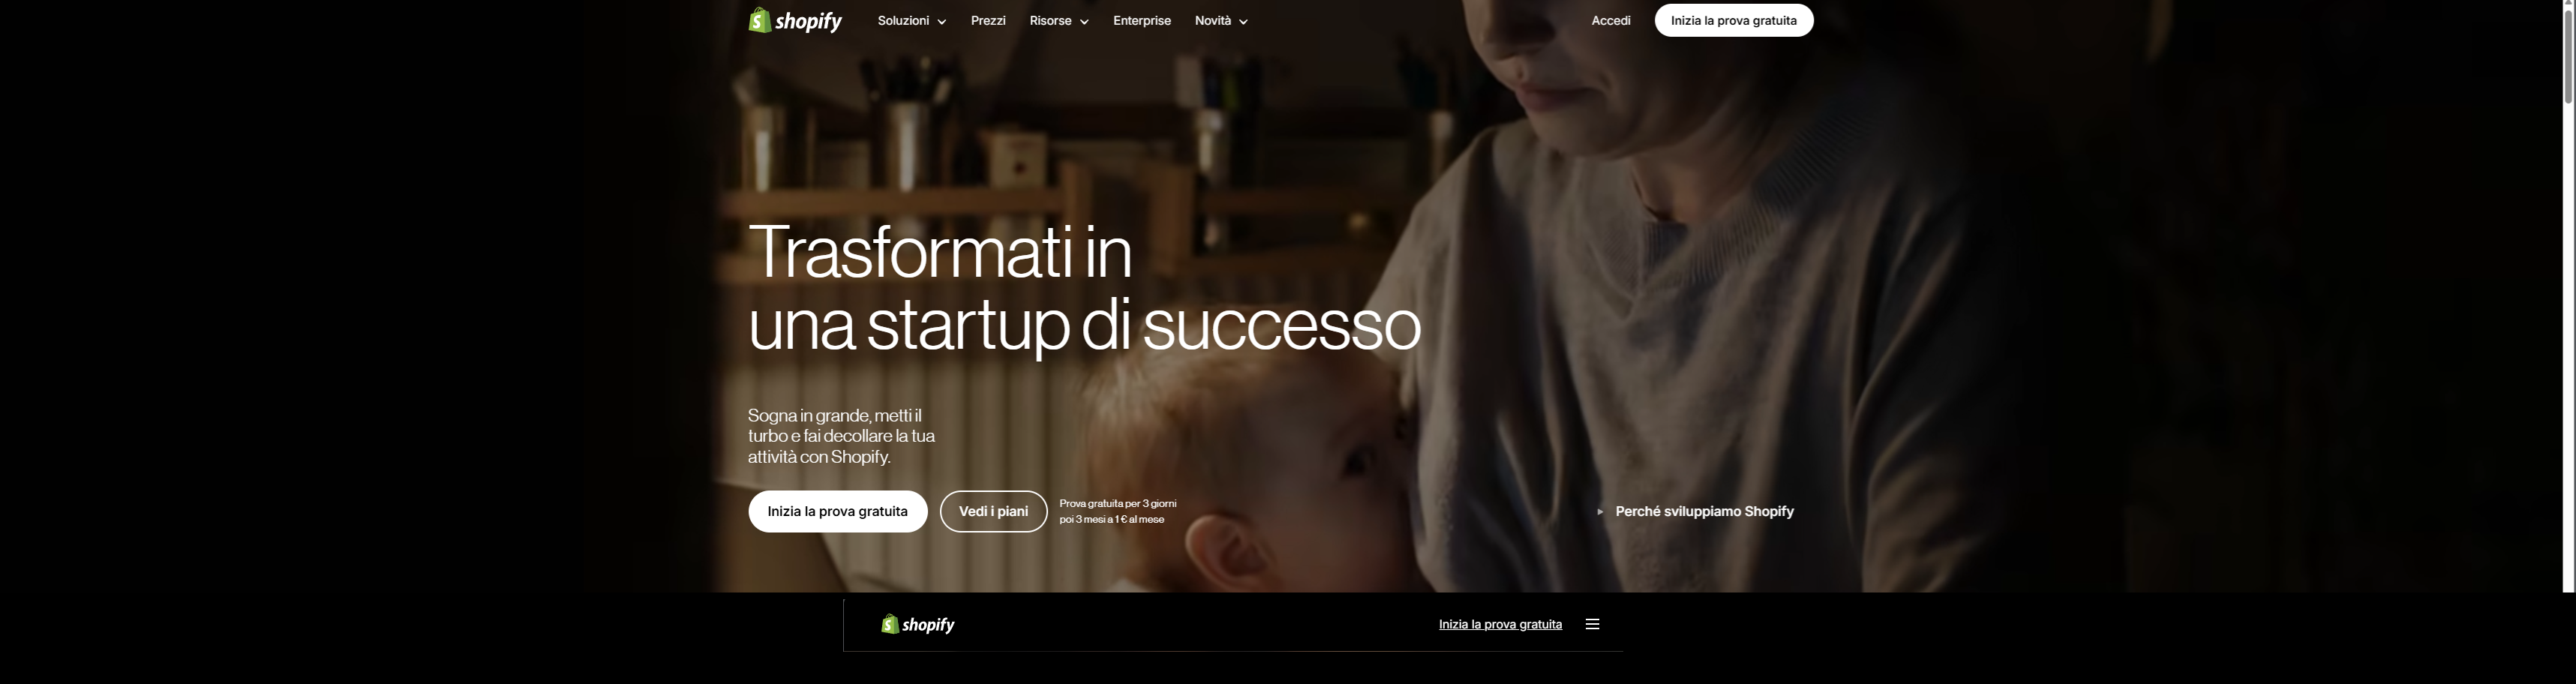 shopify
Soluzioni
Prezzi
Risorse
Enterprise
Novità
Accedi
Inizia la prova gratuita
Trasformati in
una startup di successo
Sogna in grande, metti il
turbo e fai decollare la tua
attività con Shopify.
Inizia la prova gratuita
Vedi i piani
Prova gratuita per 3 giorni
poi 3 mesi a 1 € al mese
Perché sviluppiamo Shopify
shopify
Inizia la prova gratuita